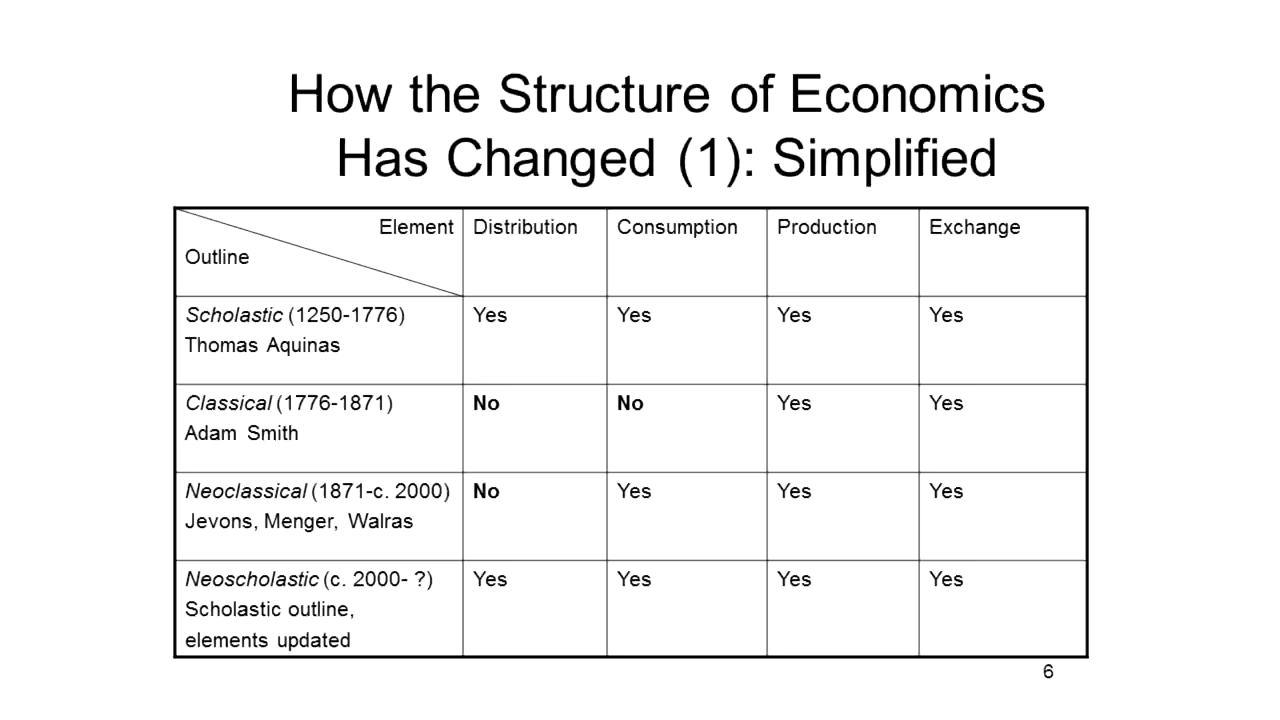 How the Structure of Economics
Has Changed (1): Simplified
Element Distribution Consumption Production Exchange
Outline
Scholastic (1250-1776) Yes Yes Yes Yes
Thomas Aquinas
Classical (1776-1871) No No Yes Yes
Adam Smith
Neoclassical (1871-c. 2000) No Yes Yes Yes
Jevons, Menger, Walras
Neoscholastic (c. 2000- ?) Yes Yes Yes Yes
Scholastic outline,
elements updated
6